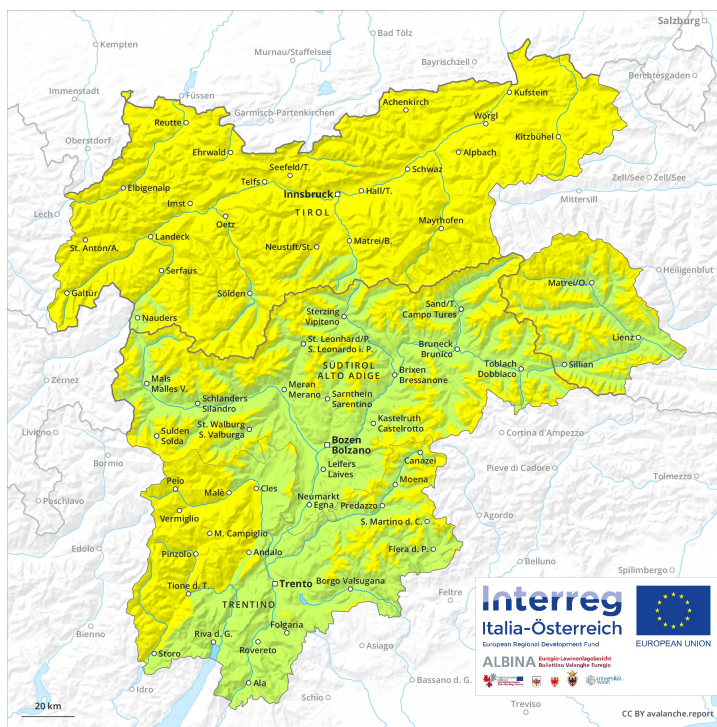 Salzburg
Bad Tölz
Kempten
Murnau/Staffelsee
Bayrischzell
Berchtesgaden
Immenstadt
Füssen
Achenkirch
Kufstein
Garmisch-Partenkirchen
Reutte
Wörgl
Oberstdorf
Kitzbühel
Ehrwald
Seefeld/T.
Alpbach
Schwaz
Telfs
Zell/See
Zell/See
Elbigenalp
Innsbruck
Hall/T.
Mittersill
Imst
Lech
TIROL
Oetz
Mayrhofen
Landeck
Neustift/St.
Matrei/B.
St. Anton/A.
Serfaus
Heiligenblut
Matrei/O.
Galtür
Sölden
Sand/T.
Campo Tures
Nauders
Sterzing
Vipiteno
Lienz
St. Leonhard/P.
S. Leonardo i. P.
Bruneck
Brunico
Toblach
Dobbiaco
Sillian
SÜDTIROL
ALTO ADIGE
Brixen
Bressanone
Zernez
Mals
Malles V.
Meran
Merano
Schlanders
Silandro
Sarnthein
Sarentino
Kastelruth
Castelrotto
St. Walburg
S. Valburga
Livigno
Sulden
Solda
Cortina d'Ampezzo
Bozen
Bolzano
Bormio
Canazei
Pieve di Cadore
Leifers
Laives
Tolmezzo
Peio
Moena
Malè
Cles
Poschiavo
Neumarkt
Egna
Predazzo
Vermiglio
Agordo
S. Martino d. C.
M. Campiglio
Edolo
Pinzolo
Andalo
Fiera d. P.
Belluno
Trento
Spilimbergo
Tione d. T.
Borgo Valsugana
Feltre
TRENTINO
Folgaria
Bienno
Riva d. G.
Rovereto
Asiago
Storo
Idro
Ala
Schio
Bassano d. G.
Treviso
20 km
Interreg
Italia-Österreich
European Regional Development Fund
EUROPEAN UNION
ALBINA
Euregio-Lawinenlagebericht
Bollettino Valanghe Euregio
CC BY avalanche.report